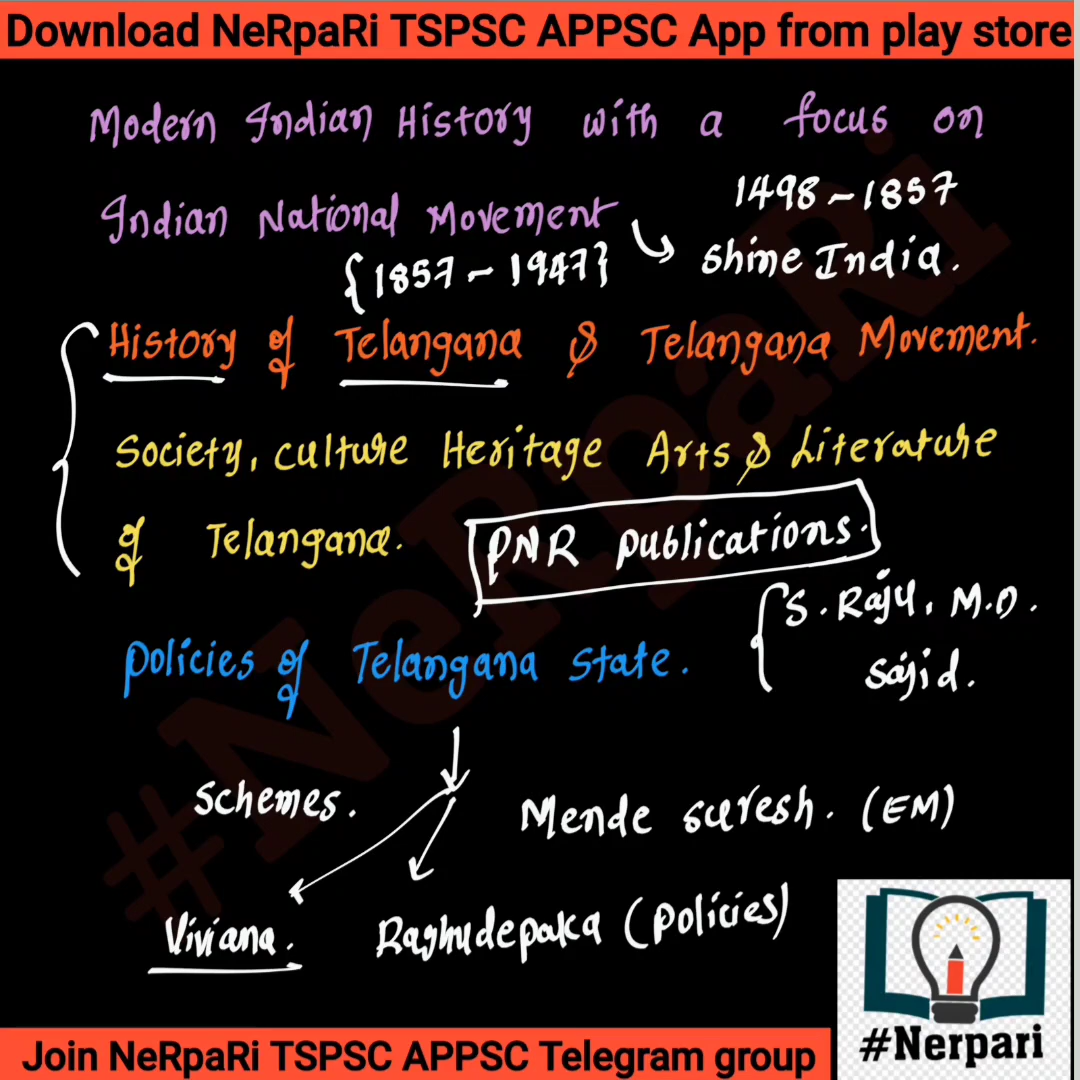 Download NeRpaRi TSPSC APPSC App from play store
Modern Indian History with a focus on
Indian National Movement
1498 - 1857
{1857 - 1947}
Shine India.
History of Telangana & Telangana Movement.
Society, culture Heritage Arts & Literature
of Telangana.
PNR publications.
S. Raju, M.D.
Sajid.
policies of Telangana State.
Schemes.
Mende suresh. (EM)
Viviana.
Raghudepaka (policies)
#NeRpaRi
#Nerpari
Join NeRpaRi TSPSC APPSC Telegram group